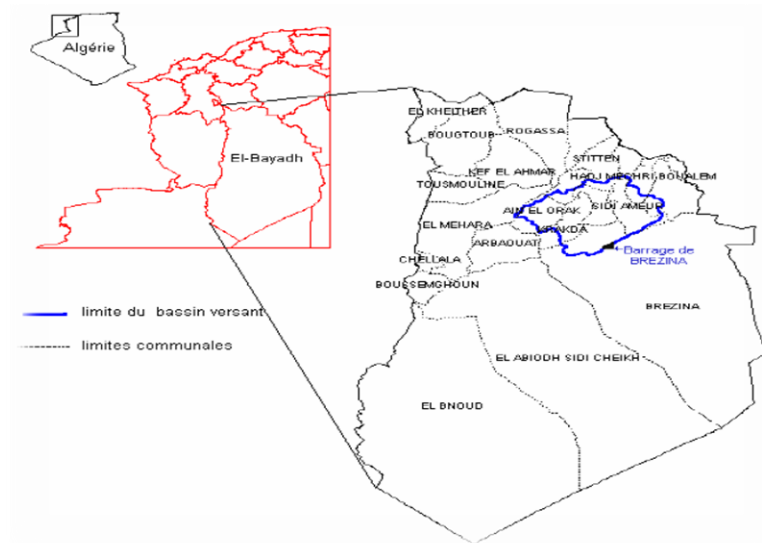 Algérie
El-Bayadh
EL KHEITHER
BOUGTOUB
ROGASSA
STITTEN
KEF EL AHMAR
HADJ MESHRI BOUALEM
TOUSMOULINE
AIN EL ORAK
SIDI AMEUR
EL MEHARA
KRAKDA
ARBAOUAT
Barrage de
BREZINA
CHELLALA
BOUSSEMGHOUN
BREZINA
limite du bassin versant
limites communales
EL ABIODH SIDI CHEIKH
EL BNOUD